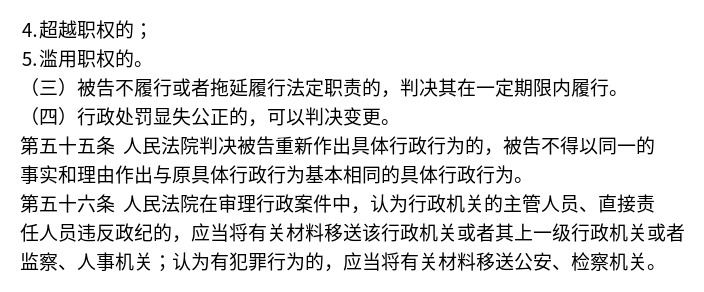 4.超越职权的；
5.滥用职权的。
（三）被告不履行或者拖延履行法定职责的，判决其在一定期限内履行。
（四）行政处罚显失公正的，可以判决变更。
第五十五条 人民法院判决被告重新作出具体行政行为的，被告不得以同一的
事实和理由作出与原具体行政行为基本相同的具体行政行为。
第五十六条 人民法院在审理行政案件中，认为行政机关的主管人员、直接责
任人员违反政纪的，应当将有关材料移送该行政机关或者其上一级行政机关或者
监察、人事机关；认为有犯罪行为的，应当将有关材料移送公安、检察机关。